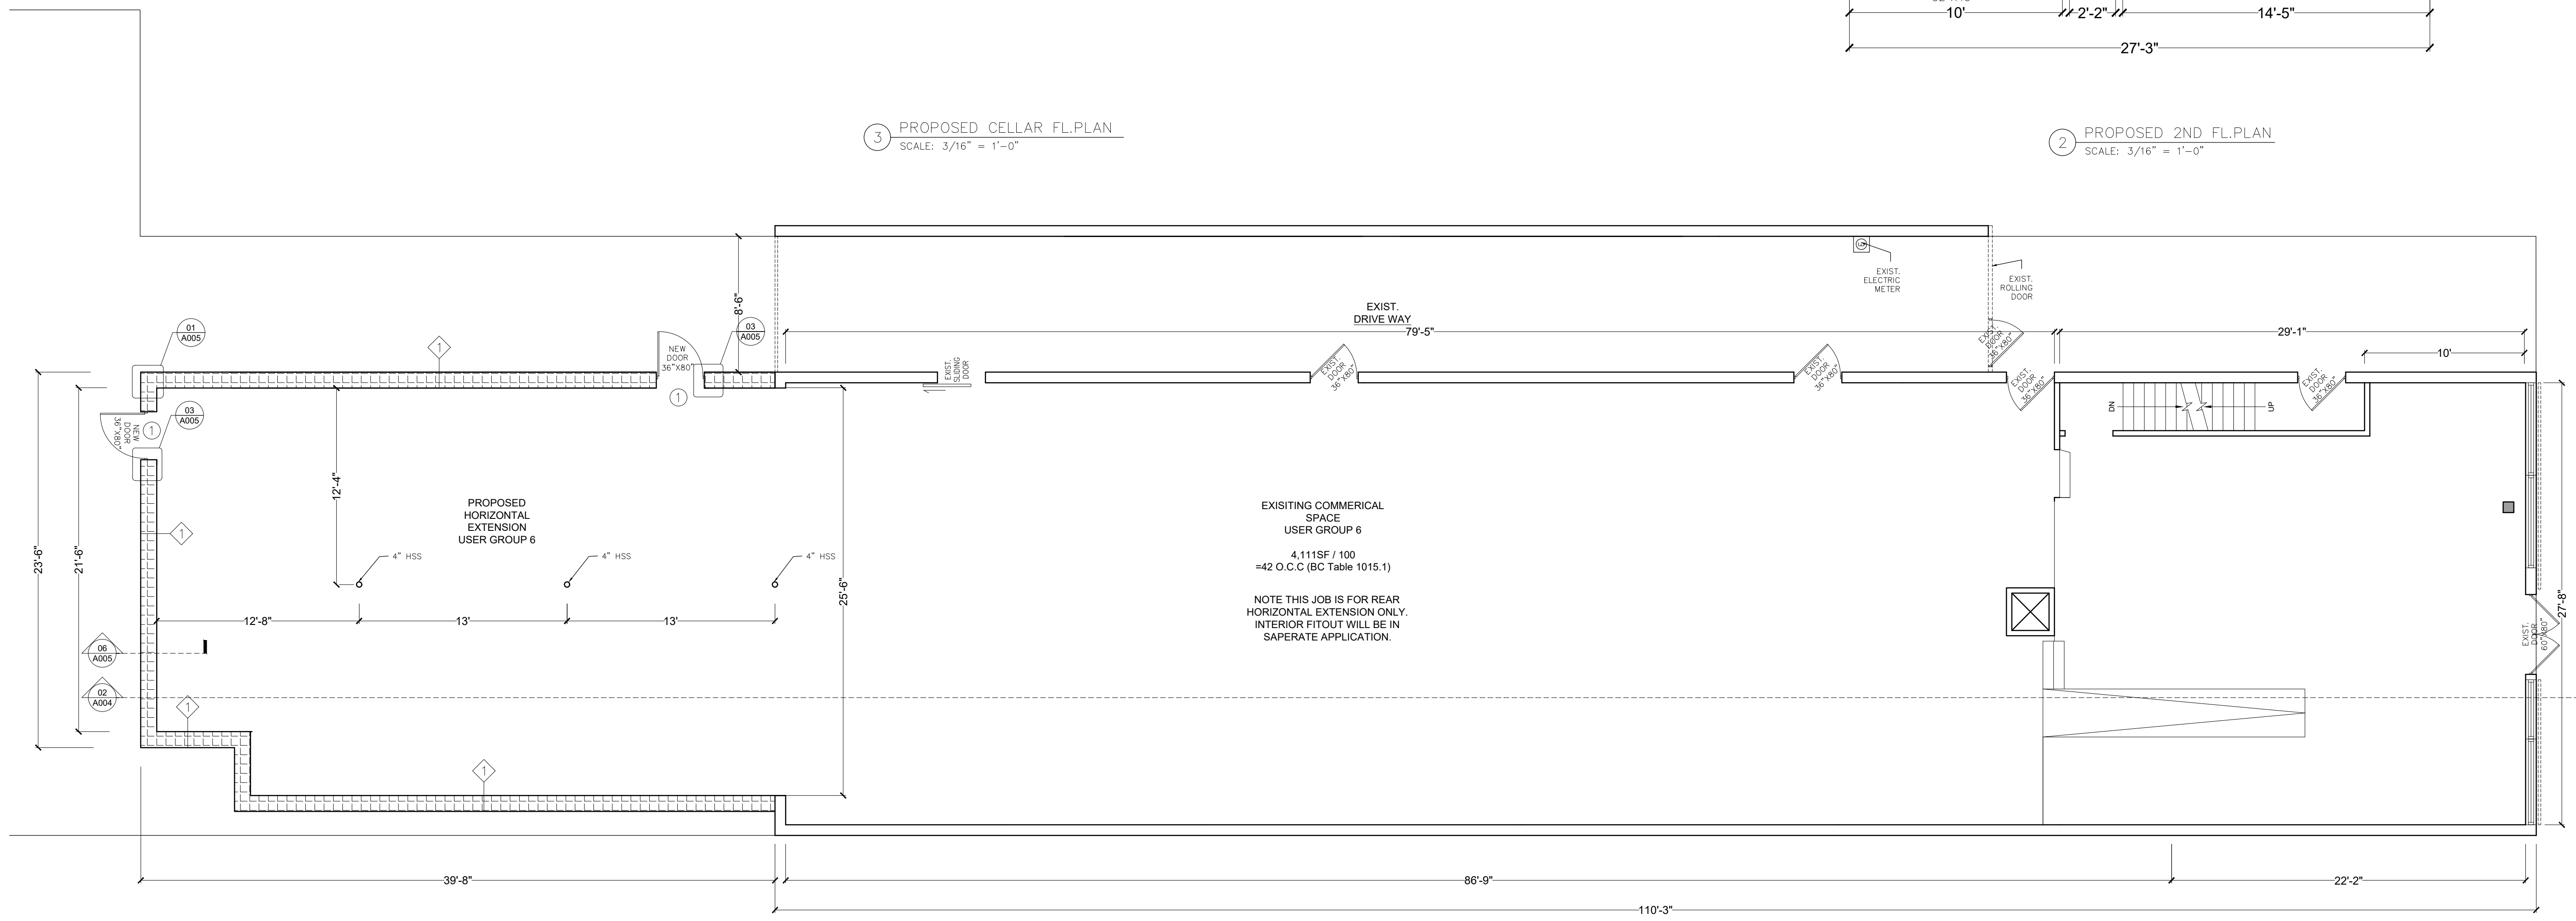 10'
2'-2"
14'-5"
27'-3"
3
PROPOSED CELLAR FL.PLAN
SCALE: 3/16" = 1'-0"
2
PROPOSED 2ND FL.PLAN
SCALE: 3/16" = 1'-0"
EXIST.
ELECTRIC
METER
EXIST.
ROLLING
DOOR
8'-6"
EXIST.
DRIVE WAY
79'-5"
29'-1"
10'
01
A005
1
NEW
DOOR
36"X80"
03
A005
1
EXIST.
SLIDING
DOOR
EXIST.
DOOR
36"X80"
EXIST.
DOOR
36"X80"
EXIST.
DOOR
36"X80"
EXIST.
DOOR
36"X80"
EXIST.
DOOR
36"X80"
DN
UP
03
A005
NEW
DOOR
36"X80"
1
12'-4"
PROPOSED
HORIZONTAL
EXTENSION
USER GROUP 6
1
4" HSS
4" HSS
4" HSS
23'-6"
21'-6"
25'-6"
12'-8"
13'
13'
EXISITING COMMERICAL
SPACE
USER GROUP 6
4,111SF / 100
=42 O.C.C (BC Table 1015.1)
NOTE THIS JOB IS FOR REAR
HORIZONTAL EXTENSION ONLY.
INTERIOR FITOUT WILL BE IN
SAPERATE APPLICATION.
EXIST.
DOOR
60"X80"
27'-8"
06
A005
02
A004
1
1
39'-8"
86'-9"
22'-2"
110'-3"